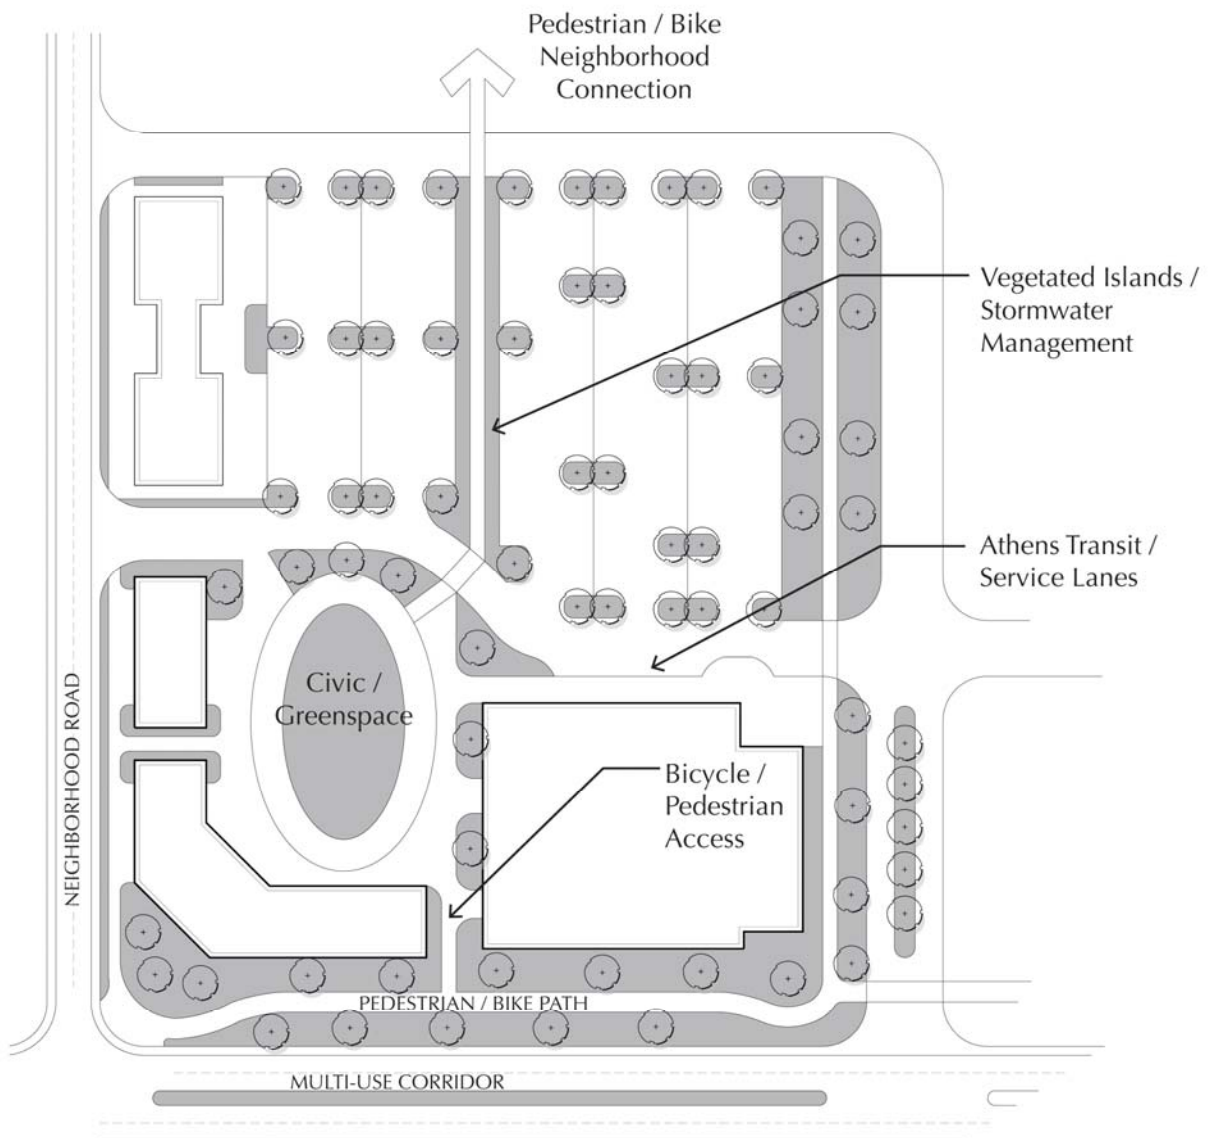 Pedestrian / Bike
Neighborhood
Connection
Vegetated Islands /
Stormwater
Management
Athens Transit /
Service Lanes
Civic /
Greenspace
Bicycle /
Pedestrian
Access
NEIGHBORHOOD ROAD
PEDESTRIAN / BIKE PATH
MULTI-USE CORRIDOR